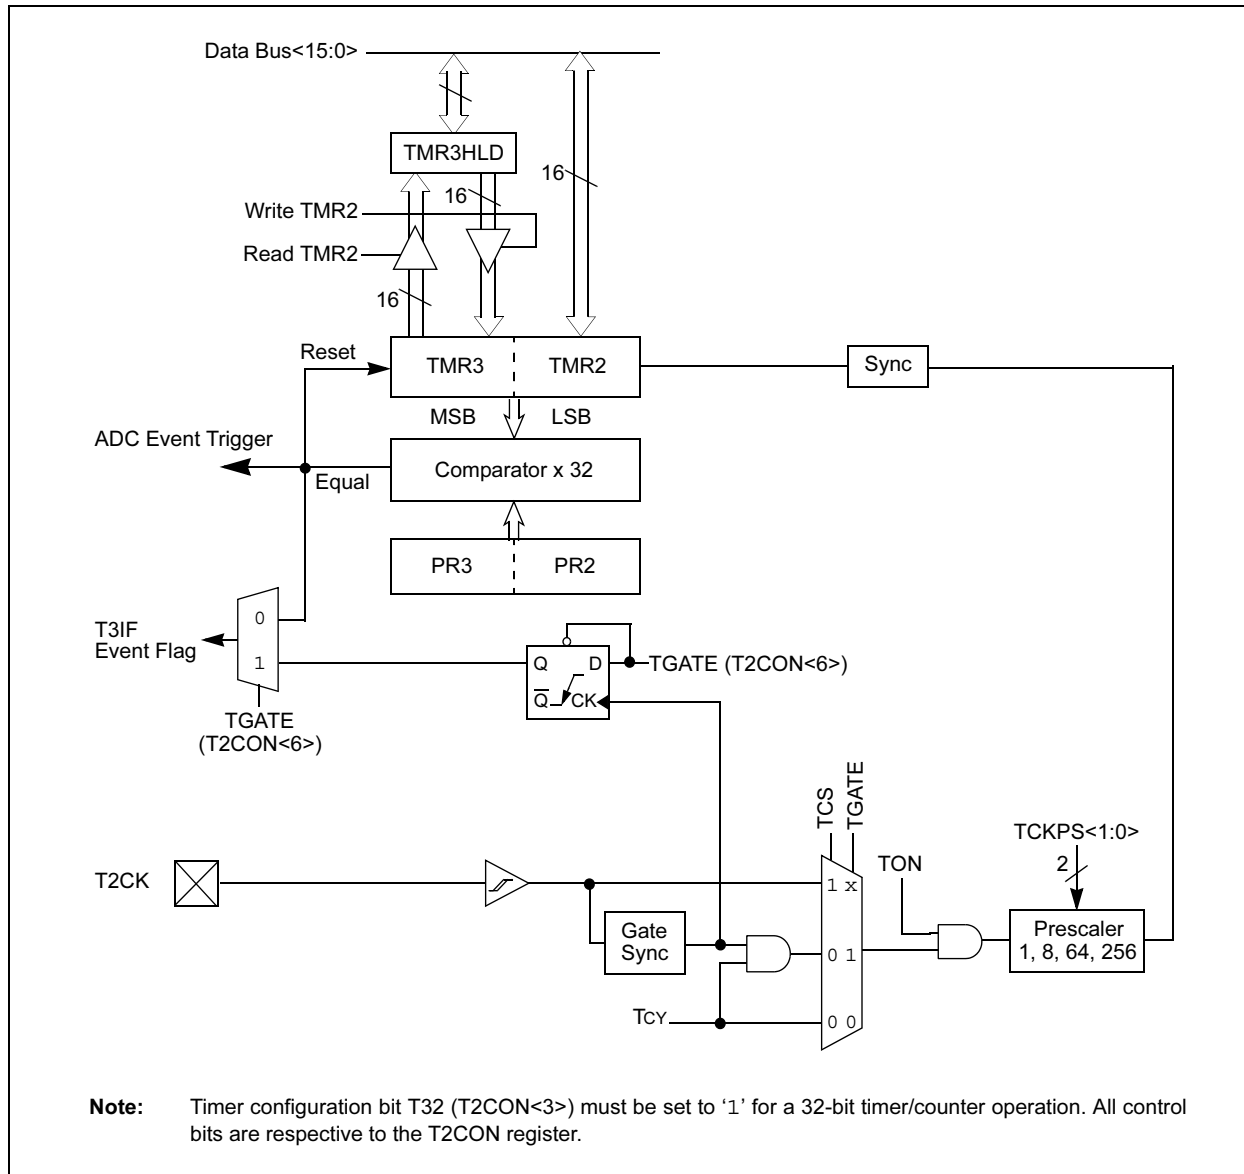 Data Bus<15:0>
TMR3HLD
16
16
Write TMR2
Read TMR2
16
Reset
TMR3
TMR2
Sync
MSB
LSB
ADC Event Trigger
Equal
Comparator x 32
PR3
PR2
0
T3IF
Event Flag
1
Q
D
TGATE (T2CON<6>)
Q
CK
TGATE
(T2CON<6>)
TCS
TGATE
TCKPS<1:0>
2
TON
T2CK
1 x
Gate
Sync
0 1
Prescaler
1, 8, 64, 256
TCY
0 0
Note: Timer configuration bit T32 (T2CON<3>) must be set to ‘1’ for a 32-bit timer/counter operation. All control
bits are respective to the T2CON register.